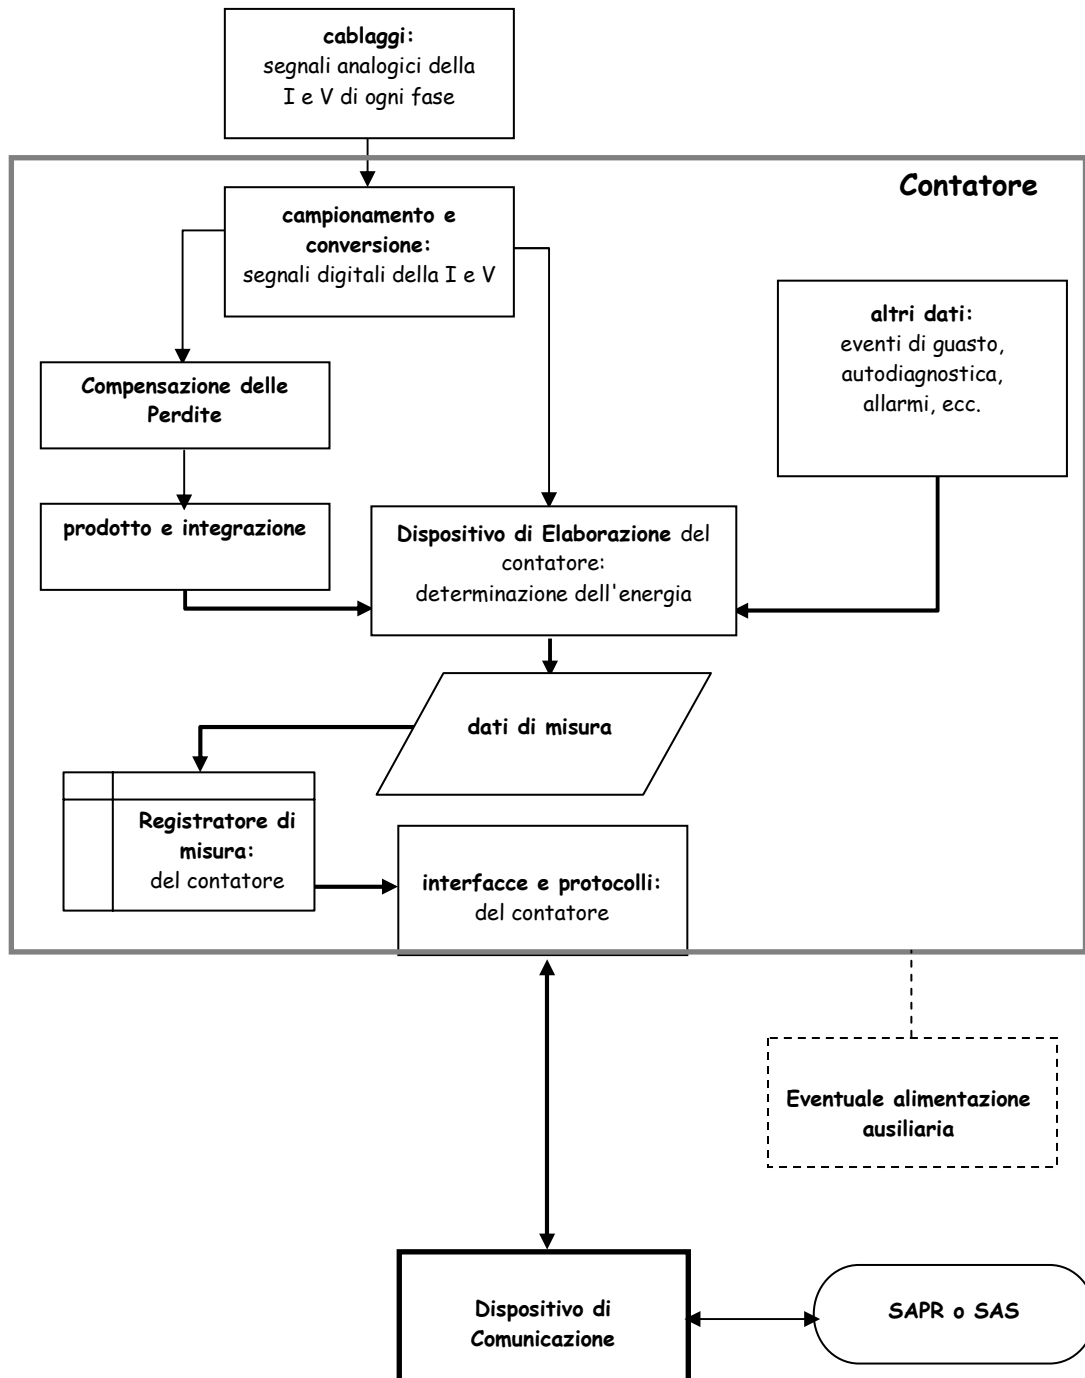 cablaggi:
segnali analogici della
I e V di ogni fase
Contatore
campionamento e
conversione:
segnali digitali della I e V
altri dati:
eventi di guasto,
autodiagnostica,
allarmi, ecc.
Compensazione delle
Perdite
prodotto e integrazione
Dispositivo di Elaborazione del
contatore:
determinazione dell'energia
dati di misura
Registratore di
misura:
del contatore
interfacce e protocolli:
del contatore
Eventuale alimentazione
ausiliaria
Dispositivo di
Comunicazione
SAPR o SAS